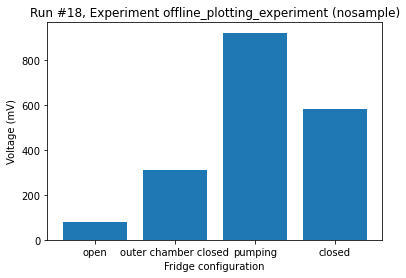 Run #18, Experiment offline_plotting_experiment (nosample)
800
600
400
200
0
Voltage (mV)
open outer chamber closed pumping closed
Fridge configuration